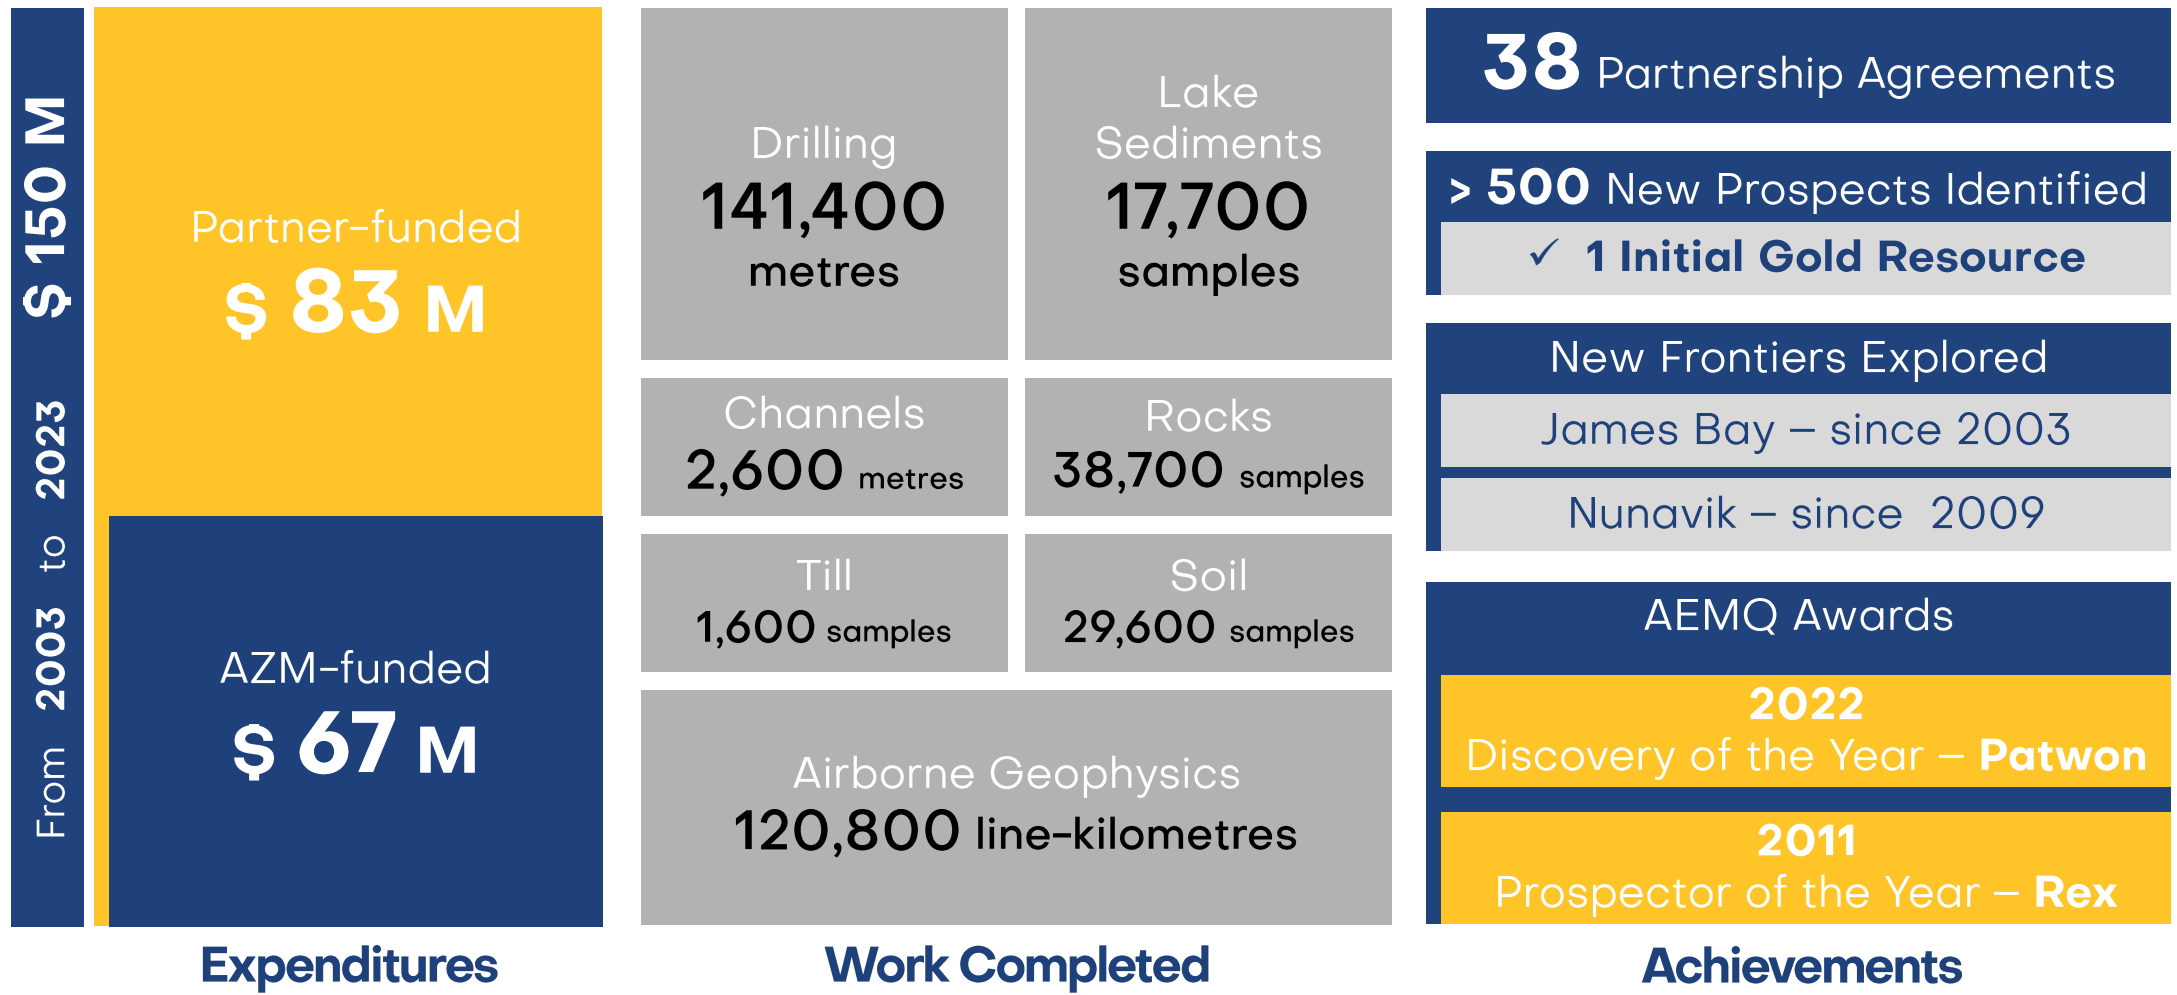 From 2003 to 2023 $ 150 M
Partner-funded
$ 83 M
AZM-funded
$ 67 M
Expenditures
Drilling
141,400
metres
Lake
Sediments
17,700
samples
Channels
2,600 metres
Rocks
38,700 samples
Till
1,600 samples
Soil
29,600 samples
Airborne Geophysics
120,800 line-kilometres
Work Completed
38 Partnership Agreements
> 500 New Prospects Identified
✓ 1 Initial Gold Resource
New Frontiers Explored
James Bay – since 2003
Nunavik – since 2009
AEMQ Awards
2022
Discovery of the Year – Patwon
2011
Prospector of the Year – Rex
Achievements